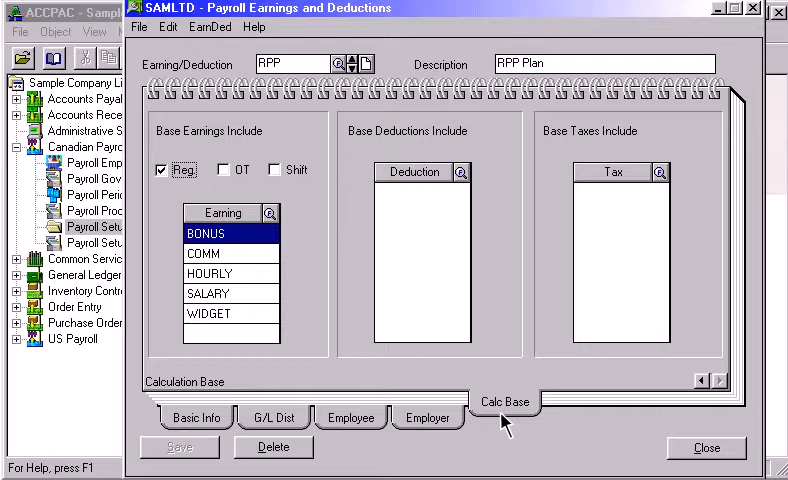 ACCPAC - Sample
SAMLTD - Payroll Earnings and Deductions
Object View
File Edit EarnDed Help
Earning/Deduction RPP Description RPP Plan
Sample Company Li
Accounts Payal
Accounts Rece
Administrative S
Canadian Payro
Payroll Emp
Payroll Gov
Payroll Perio
Payroll Proc
Payroll Setu
Payroll Setu
Common Servic
General Ledger
Inventory Contr
Order Entry
Purchase Order
US Payroll
Base Earnings Include
Reg. OT Shift
Earning
BONUS
COMM
HOURLY
SALARY
WIDGET
Base Deductions Include
Deduction
Base Taxes Include
Tax
Calculation Base
Basic Info G/L Dist Employee Employer Calc Base
Save Delete Close
For Help, press F1